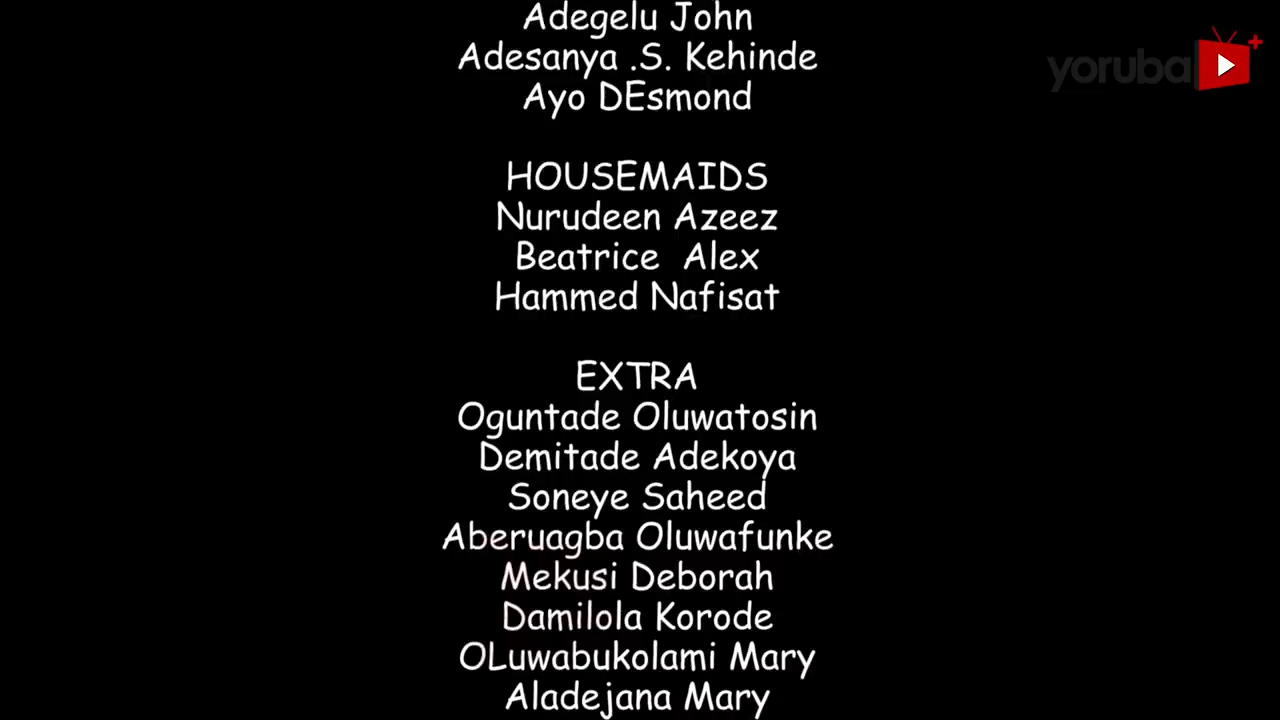 Adegelu John
yoruba
Adesanya .S. Kehinde
Ayo DEsmond
HOUSEMAIDS
Nurudeen Azeez
Beatrice  Alex
Hammed Nafisat
EXTRA
Oguntade Oluwatosin
Demitade Adekoya
Soneye Saheed
Aberuagba Oluwafunke
Mekusi Deborah
Damilola Korode
OLuwabukolami Mary
Aladejana Mary